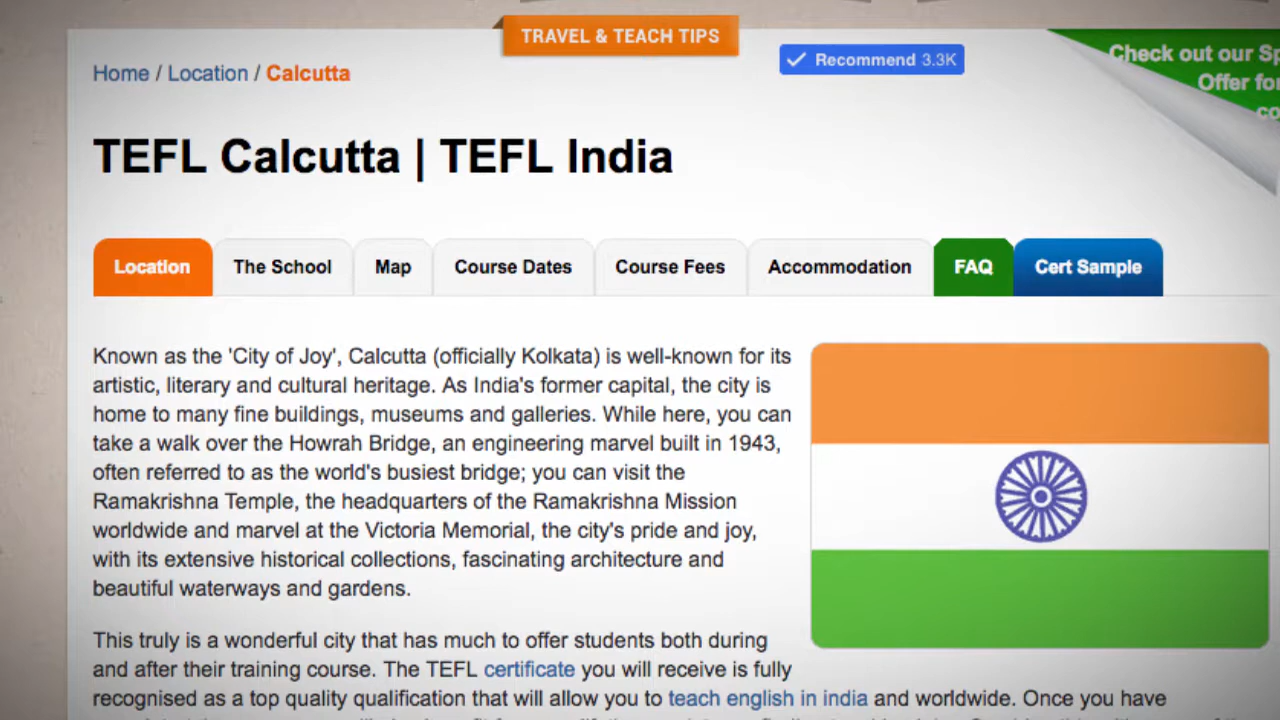 TRAVEL & TEACH TIPS
Home / Location / Calcutta
Recommend 3.3K
Check out our
Offer for
TEFL Calcutta | TEFL India
Location The School Map Course Dates Course Fees Accommodation FAQ Cert Sample
Known as the 'City of Joy', Calcutta (officially Kolkata) is well-known for its
artistic, literary and cultural heritage. As India's former capital, the city is
home to many fine buildings, museums and galleries. While here, you can
take a walk over the Howrah Bridge, an engineering marvel built in 1943,
often referred to as the world's busiest bridge; you can visit the
Ramakrishna Temple, the headquarters of the Ramakrishna Mission
worldwide and marvel at the Victoria Memorial, the city's pride and joy,
with its extensive historical collections, fascinating architecture and
beautiful waterways and gardens.
This truly is a wonderful city that has much to offer students both during
and after their training course. The TEFL certificate you will receive is fully
recognised as a top quality qualification that will allow you to teach english in india and worldwide. Once you have